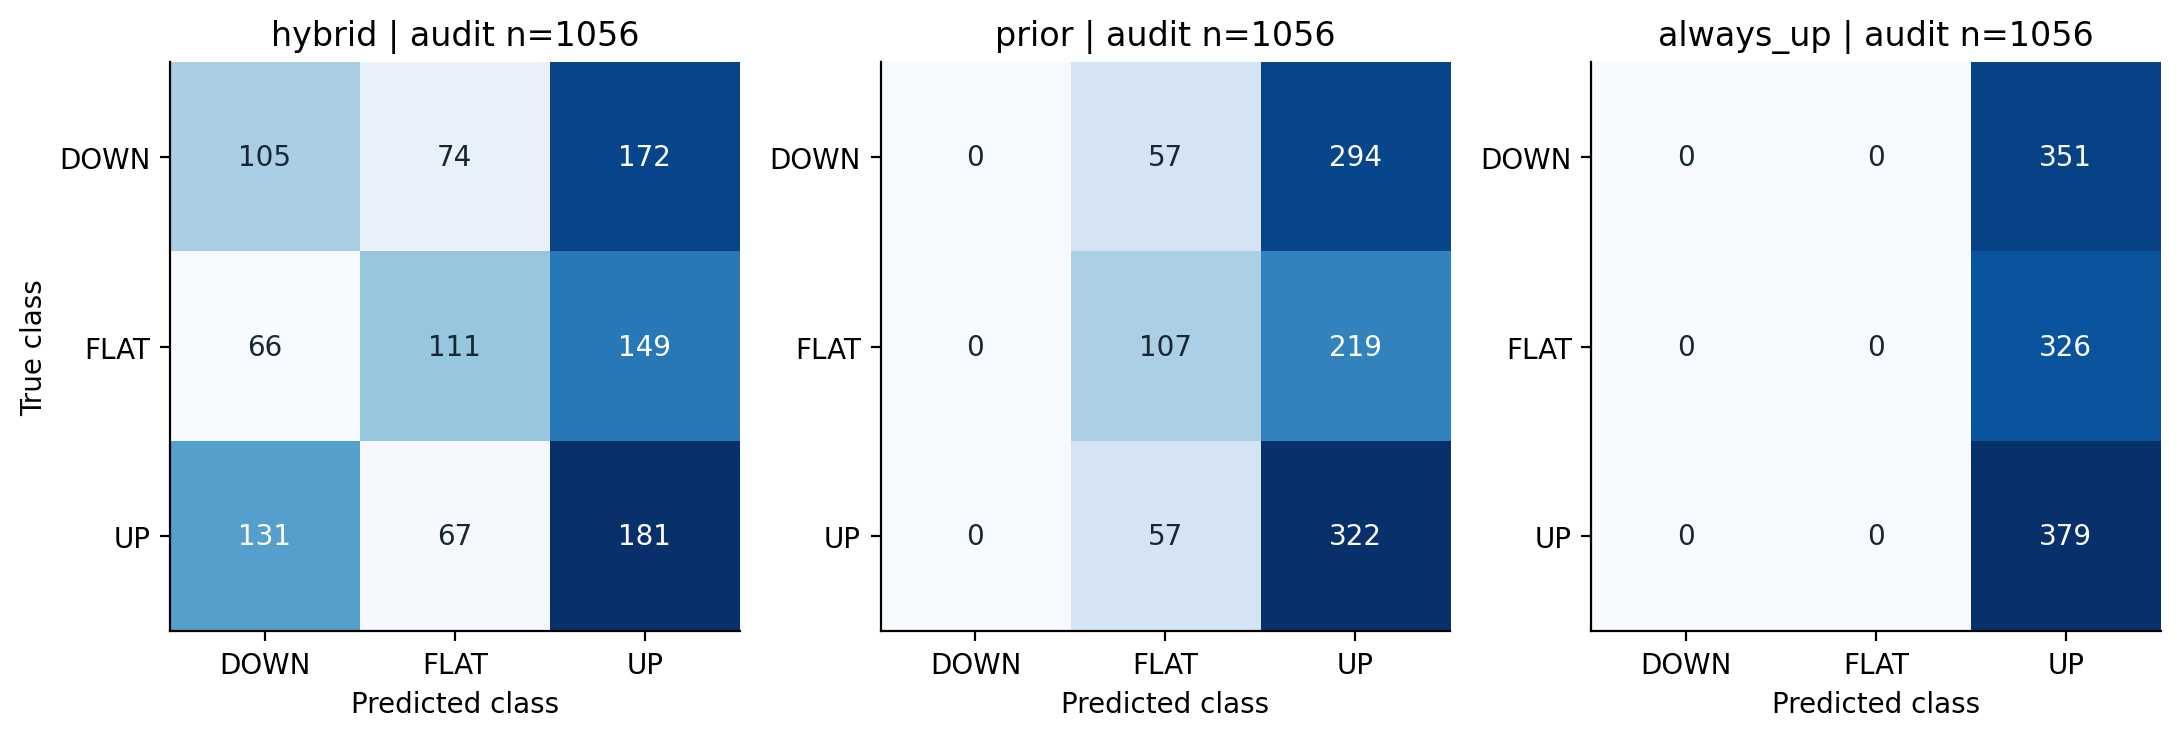 hybrid | audit n=1056
DOWN 105 74 172
FLAT 66 111 149
UP 131 67 181
DOWN FLAT UP
Predicted class
True class
prior | audit n=1056
DOWN 0 57 294
FLAT 0 107 219
UP 0 57 322
DOWN FLAT UP
Predicted class
always_up | audit n=1056
DOWN 0 0 351
FLAT 0 0 326
UP 0 0 379
DOWN FLAT UP
Predicted class